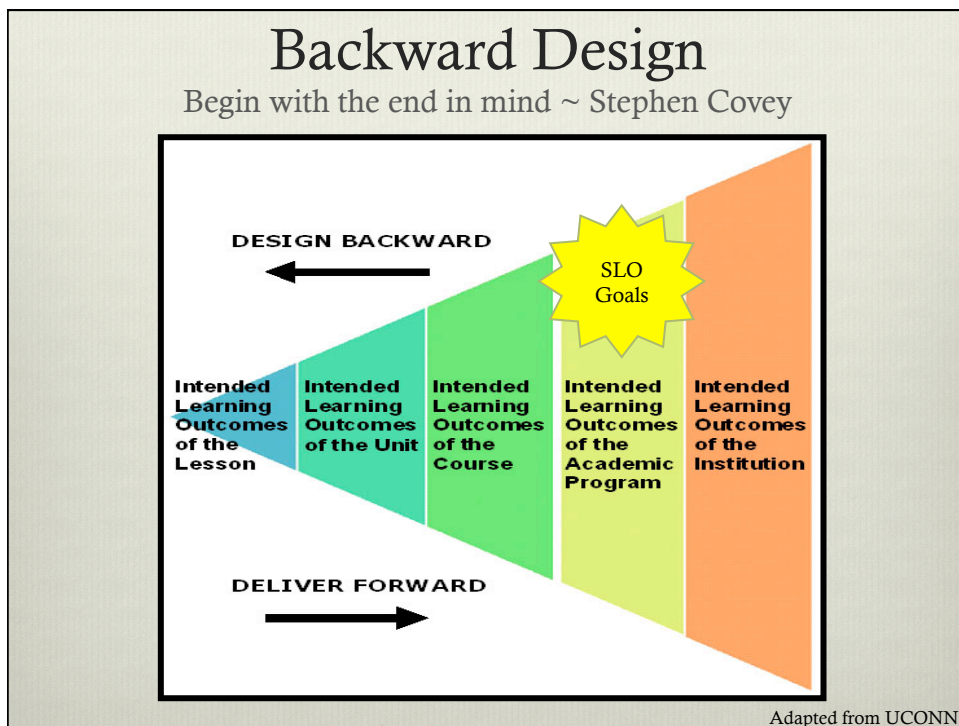 Backward Design
Begin with the end in mind ~ Stephen Covey
DESIGN BACKWARD
SLO
Goals
Intended
Learning
Outcomes
of the
Lesson
Intended
Learning
Outcomes
of the Unit
Intended
Learning
Outcomes
of the
Course
Intended
Learning
Outcomes
of the
Academic
Program
Intended
Learning
Outcomes
of the
Institution
DELIVER FORWARD
Adapted from UCONN